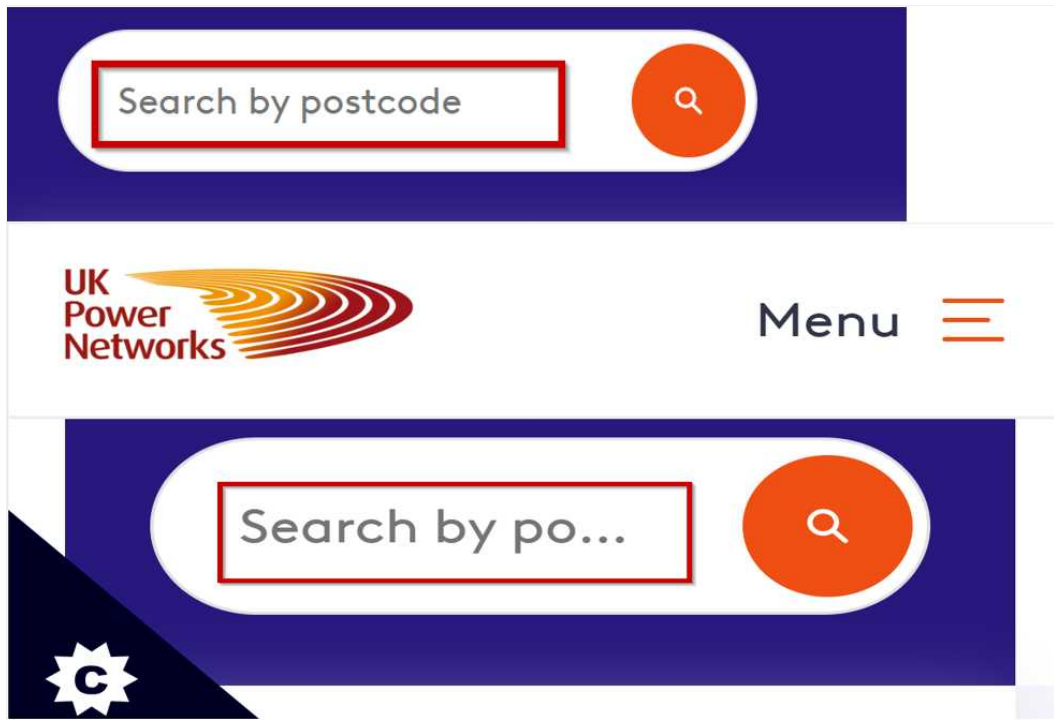 Search by postcode
UK
Power
Networks
Menu
Search by po...
C